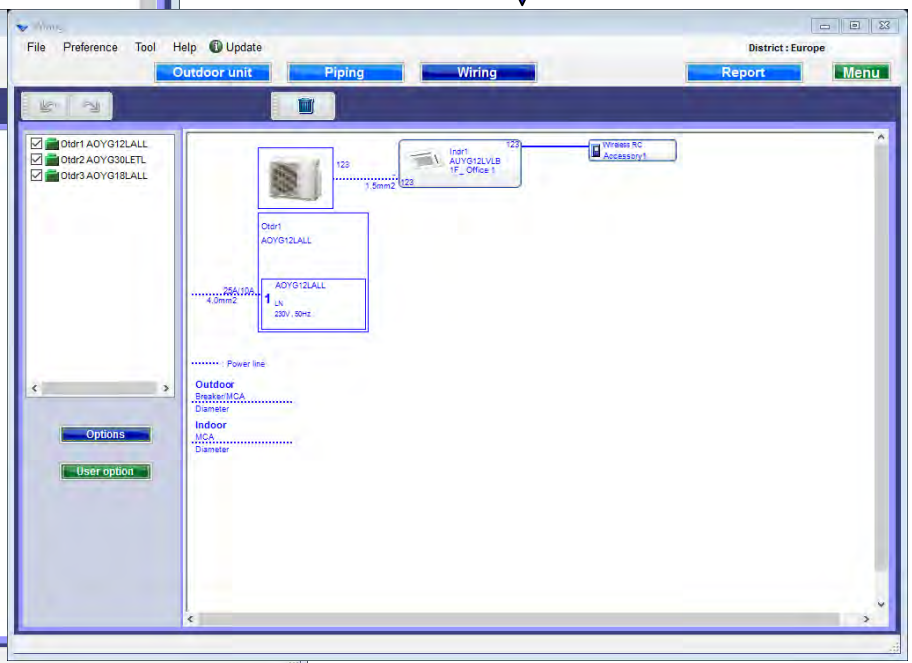 Wiring
File Preference Tool Help Update
District : Europe
Outdoor unit Piping Wiring Report Menu
Otdr1 AOYG12LALL
Otdr2 AOYG30LETL
Otdr3 AOYG18LALL
123
1.5mm2
123
123
Indr1
AUYG12LVLB
1F_ Office 1
Wireless RC
Accessory1
Otdr1
AOYG12LALL
25A/10A
4.0mm2
AOYG12LALL
1 LN
230V , 50Hz
: Power line
Outdoor
Breaker/MCA
Diameter
Indoor
MCA
Diameter
Options
User option